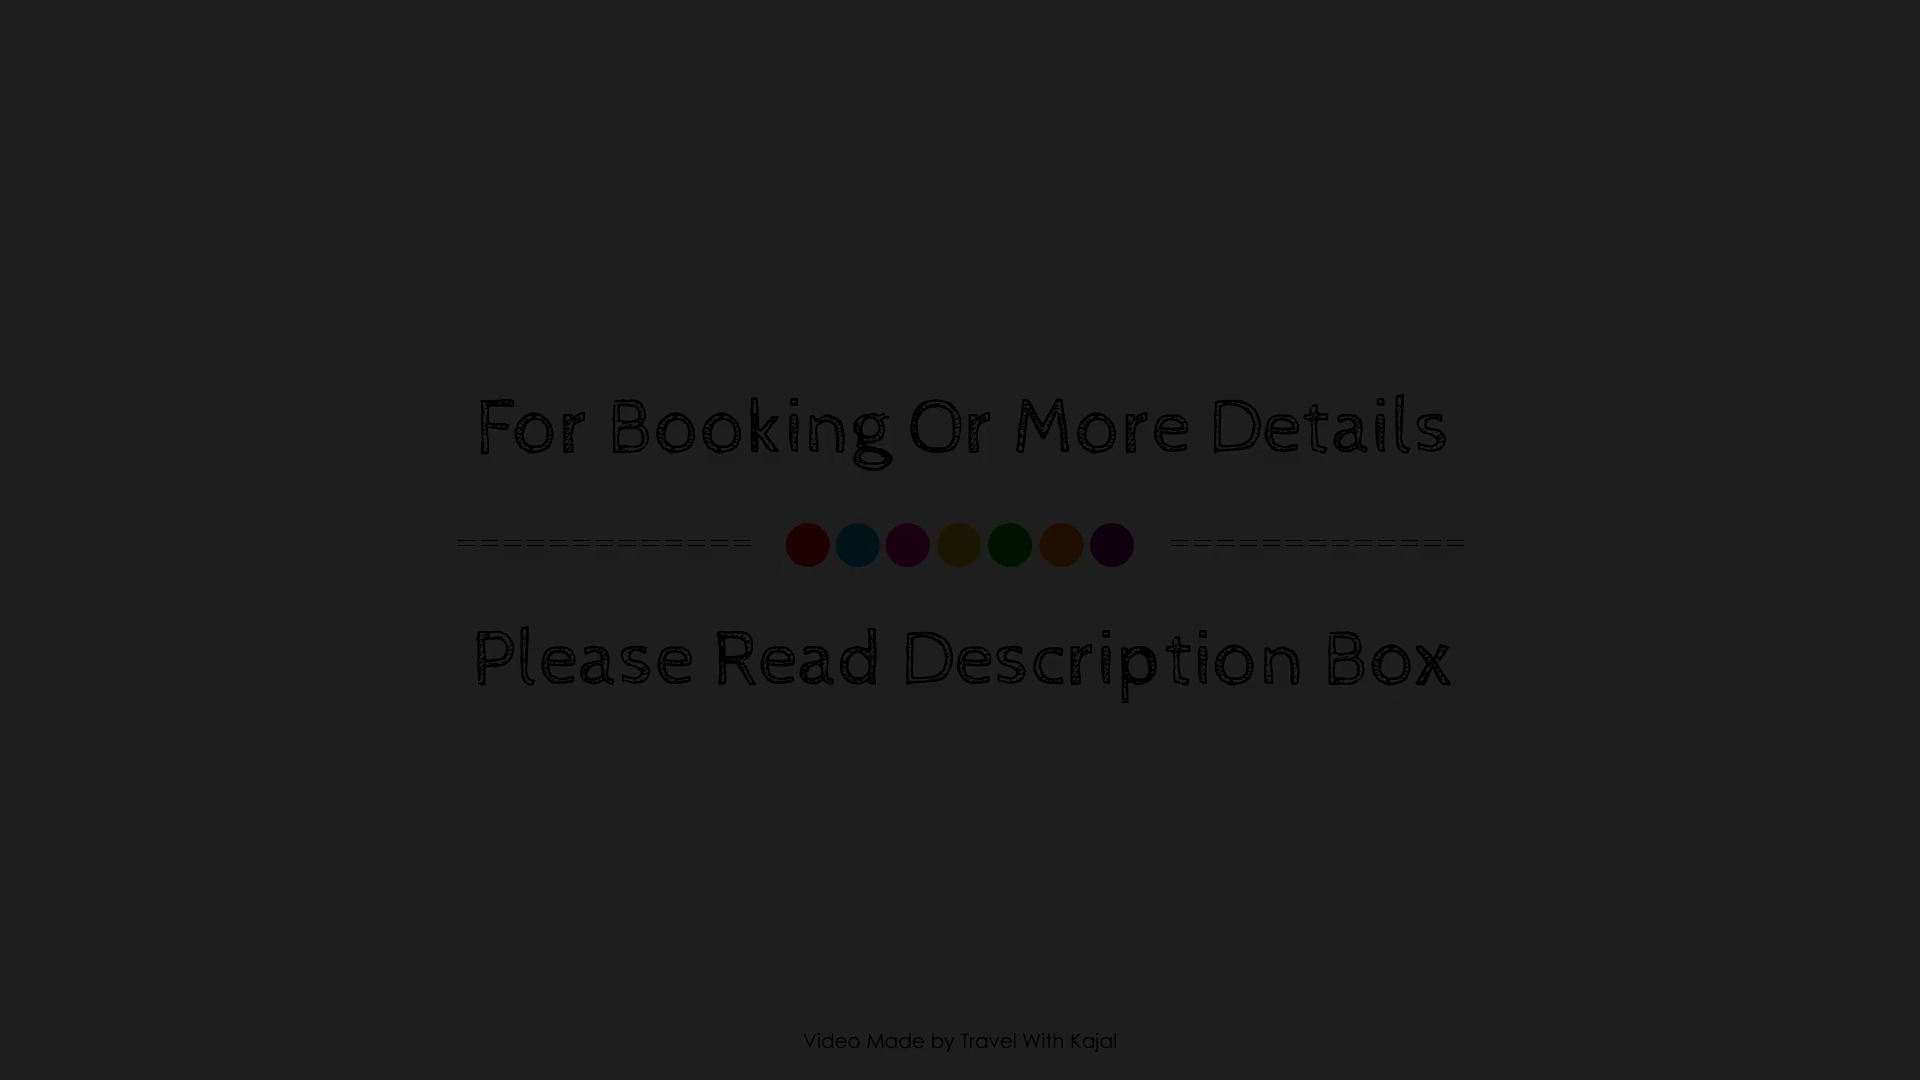 For Booking Or More Details
============= =============
Please Read Description Box
Video Made by Travel With Kajal